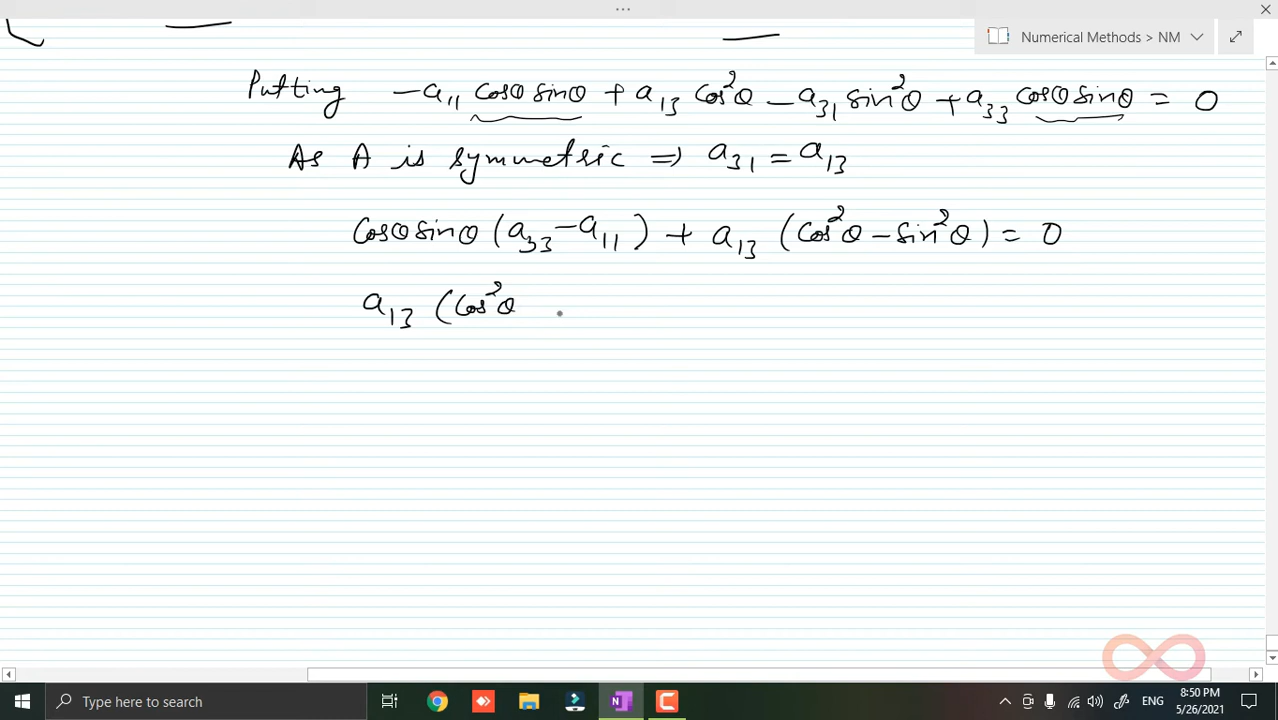 Numerical Methods > NM
Putting -a₁₁ cosθ sinθ + a₁₃ cos²θ - a₃₁ sin²θ + a₃₃ cosθ sinθ = 0
As A is symmetric ⇒ a₃₁ = a₁₃
cosθ sinθ (a₃₃ - a₁₁) + a₁₃ (cos²θ - sin²θ) = 0
a₁₃ (cos²θ
Type here to search
ENG
8:50 PM
5/26/2021